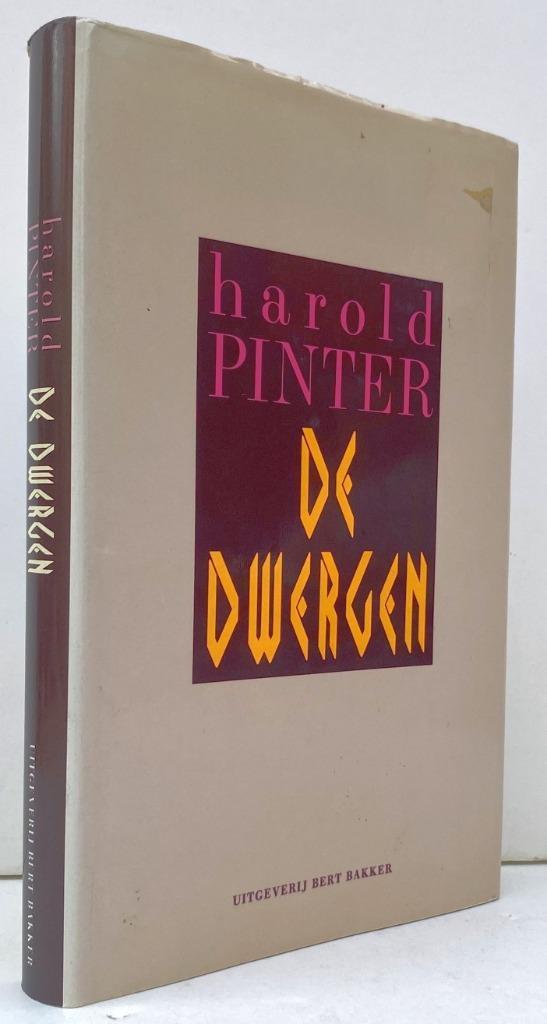 harold
PINTER
DE
DWERGEN
UITGEVERIJ BERT BAKKER
harold
PINTER
DE DWERGEN
UITGEVERIJ BERT BAKKER